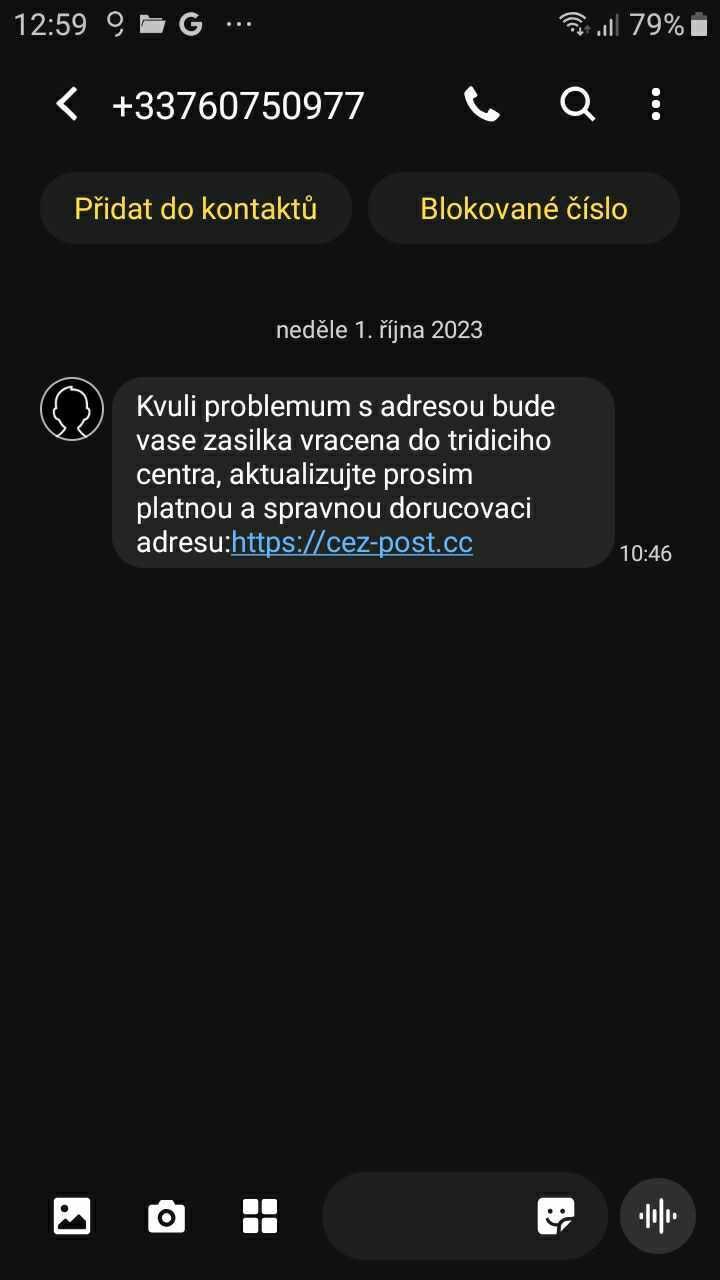 12:59 G ... 79%
+33760750977
Přidat do kontaktů Blokované číslo
neděle 1. října 2023
Kvuli problemum s adresou bude
vase zasilka vracena do tridiciho
centra, aktualizujte prosim
platnou a spravnou dorucovaci
adresu:https://cez-post.cc
10:46